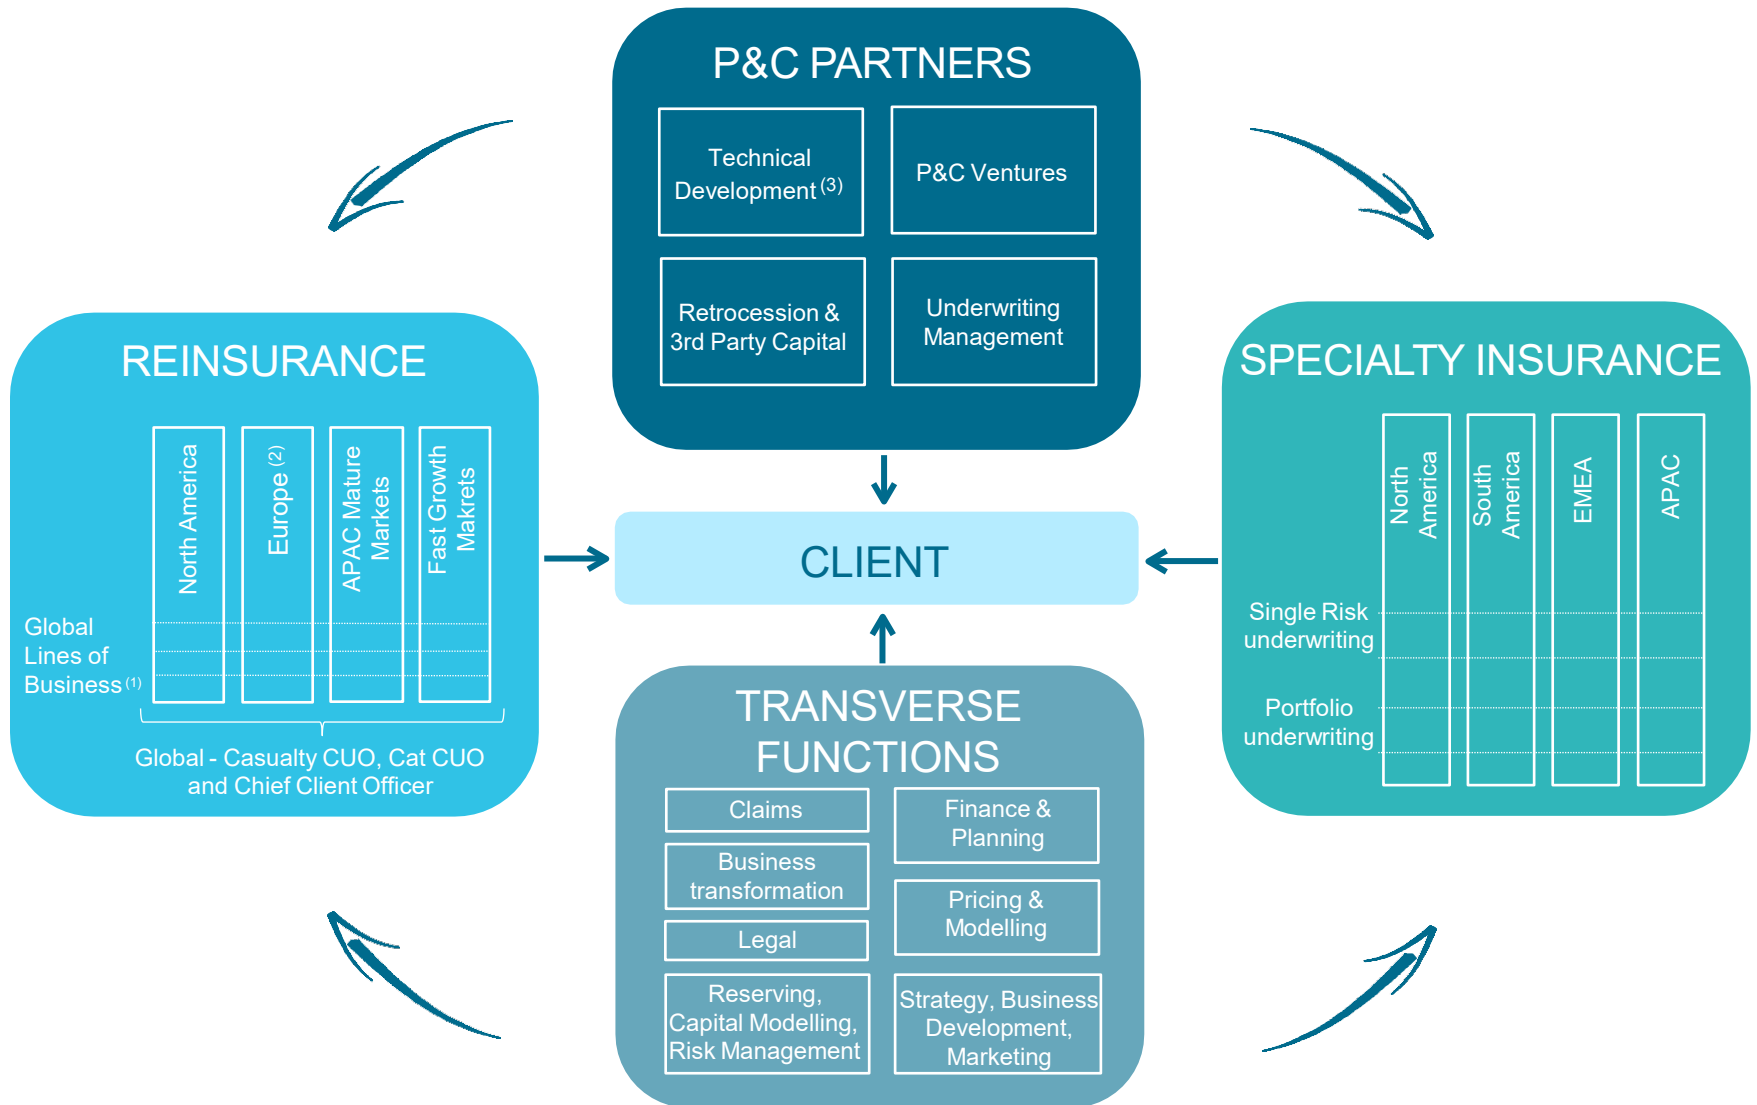 P&C PARTNERS
Technical
Development (3)
P&C Ventures
Retrocession &
3rd Party Capital
Underwriting
Management
REINSURANCE
North America
Europe (2)
APAC Mature
Markets
Fast Growth
Makrets
Global
Lines of
Business (1)
Global - Casualty CUO, Cat CUO
and Chief Client Officer
CLIENT
SPECIALTY INSURANCE
North
America
South
America
EMEA
APAC
Single Risk
underwriting
Portfolio
underwriting
TRANSVERSE
FUNCTIONS
Claims
Business
transformation
Legal
Reserving,
Capital Modelling,
Risk Management
Finance &
Planning
Pricing &
Modelling
Strategy, Business
Development,
Marketing